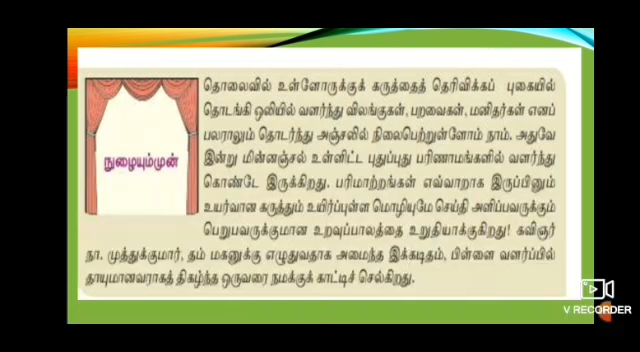 தொலைவில் உள்ளோருக்குக் கருத்தைத் தெரிவிக்கப் புகையில்
தொடங்கி ஒலியில் வளர்ந்து விலங்குகள், பறவைகள், மனிதர்கள் எனப்
பலராலும் தொடர்ந்து அஞ்சலில் நிலைபெற்றுள்ளோம் நாம். அதுவே
இன்று மின்னஞ்சல் உள்ளிட்ட புதுப்புது பரிணாமங்களில் வளர்ந்து
கொண்டே இருக்கிறது. பரிமாற்றங்கள் எவ்வாறாக இருப்பினும்
உயர்வான கருத்தும் உயிர்ப்புள்ள மொழியுமே செய்தி அளிப்பவருக்கும்
பெறுபவருக்குமான உறவுப்பாலத்தை உறுதியாக்குகிறது! கவிஞர்
நா. முத்துக்குமார், தம் மகனுக்கு எழுதுவதாக அமைந்த இக்கடிதம், பிள்ளை வளர்ப்பில்
தாயுமானவராகத் திகழ்ந்த ஒருவரை நமக்குக் காட்டிச் செல்கிறது.
நுழையும்முன்
V RECORDER